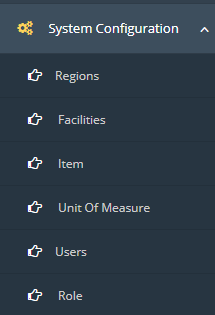 System Configuration
Regions
Facilities
Item
Unit Of Measure
Users
Role